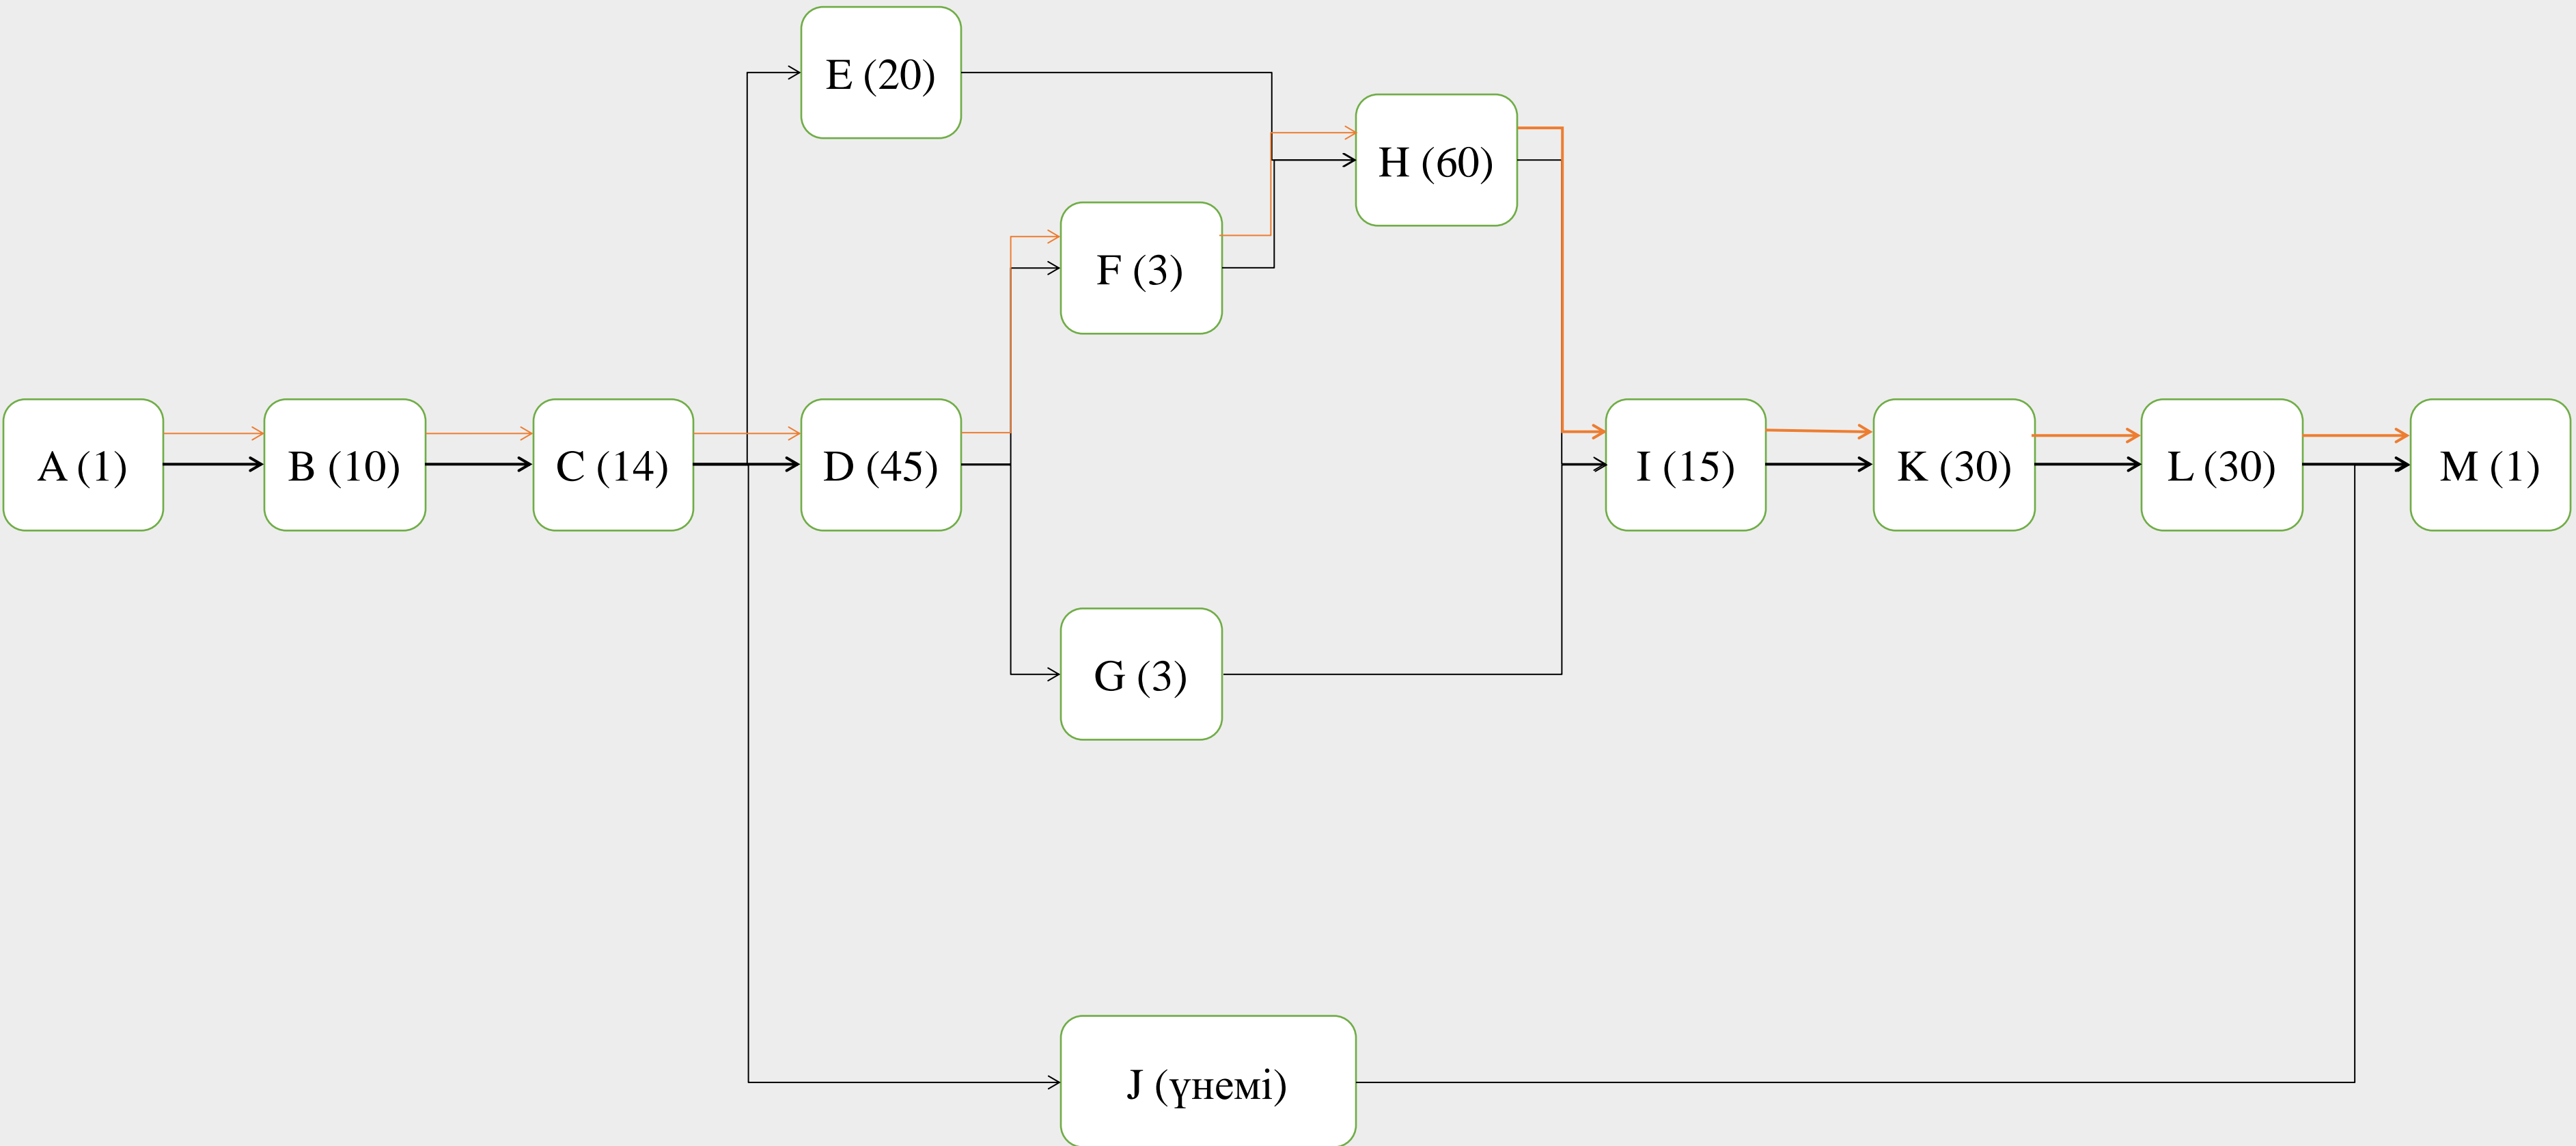 E (20)
H (60)
F (3)
A (1)
B (10)
C (14)
D (45)
I (15)
K (30)
L (30)
M (1)
G (3)
J (үнемі)